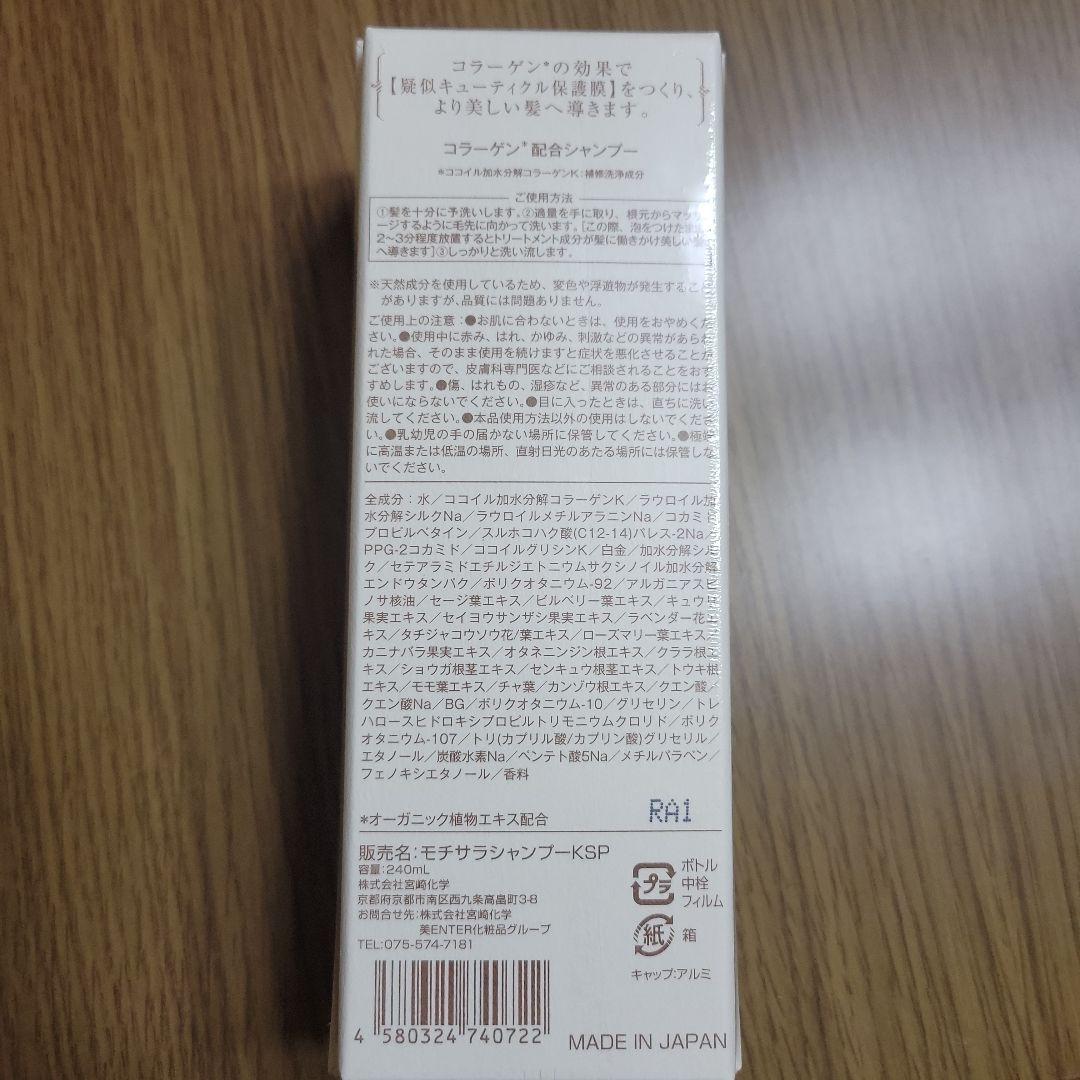 コラーゲン*の効果で
【疑似キューティクル保護膜】をつくり、
より美しい髪へ導きます。
コラーゲン*配合シャンプー
*ココイル加水分解コラーゲンK:補修洗浄成分
ご使用方法
①髪を十分に予洗いします。②適量を手に取り、根元からマッサ
ージするように毛先に向かって洗います。[この際、泡をつけたまま
2〜3分程度放置するとトリートメント成分が髪に働きかけ美しい髪
へ導きます]③しっかりと洗い流します。
※天然成分を使用しているため、変色や浮遊物が発生すること
がありますが、品質には問題ありません。
ご使用上の注意:●お肌に合わないときは、使用をおやめくだ
さい。●使用中に赤み、はれ、かゆみ、刺激などの異常があらわ
れた場合、そのまま使用を続けますと症状を悪化させることが
ございますので、皮膚科専門医などにご相談されることをおす
すめします。●傷、はれもの、湿疹など、異常のある部分にはお
使いにならないでください。●目に入ったときは、直ちに洗い
流してください。●本品使用方法以外の使用はしないでくださ
い。●乳幼児の手の届かない場所に保管してください。●極端
に高温または低温の場所、直射日光のあたる場所には保管しな
いでください。
全成分:水/ココイル加水分解コラーゲンK/ラウロイル加
水分解シルクNa/ラウロイルメチルアラニンNa/コカミド
プロピルベタイン/スルホコハク酸(C12-14)パレス-2Na/
PPG-2コカミド/ココイルグリシンK/白金/加水分解シル
ク/セテアラミドエチルジエトニウムサクシノイル加水分解
エンドウタンパク/ポリクオタニウム-92/アルガニアスピ
ノサ核油/セージ葉エキス/ビルベリー葉エキス/キュウリ
果実エキス/セイヨウサンザシ果実エキス/ラベンダー花エ
キス/タチジャコウソウ花/葉エキス/ローズマリー葉エキス/
カニナバラ果実エキス/オタネニンジン根エキス/クララ根エ
キス/ショウガ根茎エキス/センキュウ根茎エキス/トウキ根
エキス/モモ葉エキス/チャ葉/カンゾウ根エキス/クエン酸/
クエン酸Na/BG/ポリクオタニウム-10/グリセリン/トレ
ハロースヒドロキシプロピルトリモニウムクロリド/ポリク
オタニウム-107/トリ(カプリル酸/カプリン酸)グリセリル/
エタノール/炭酸水素Na/ペンテト酸5Na/メチルパラベン/
フェノキシエタノール/香料
*オーガニック植物エキス配合
RA1
販売名:モチサラシャンプーKSP
容量:240mL
株式会社宮崎化学
京都府京都市南区西九条高畠町3-8
お問合せ先:株式会社宮崎化学
美ENTER化粧品グループ
TEL:075-574-7181
プラ
ボトル
中栓
フィルム
紙
箱
キャップ:アルミ
4 580324 740722
MADE IN JAPAN